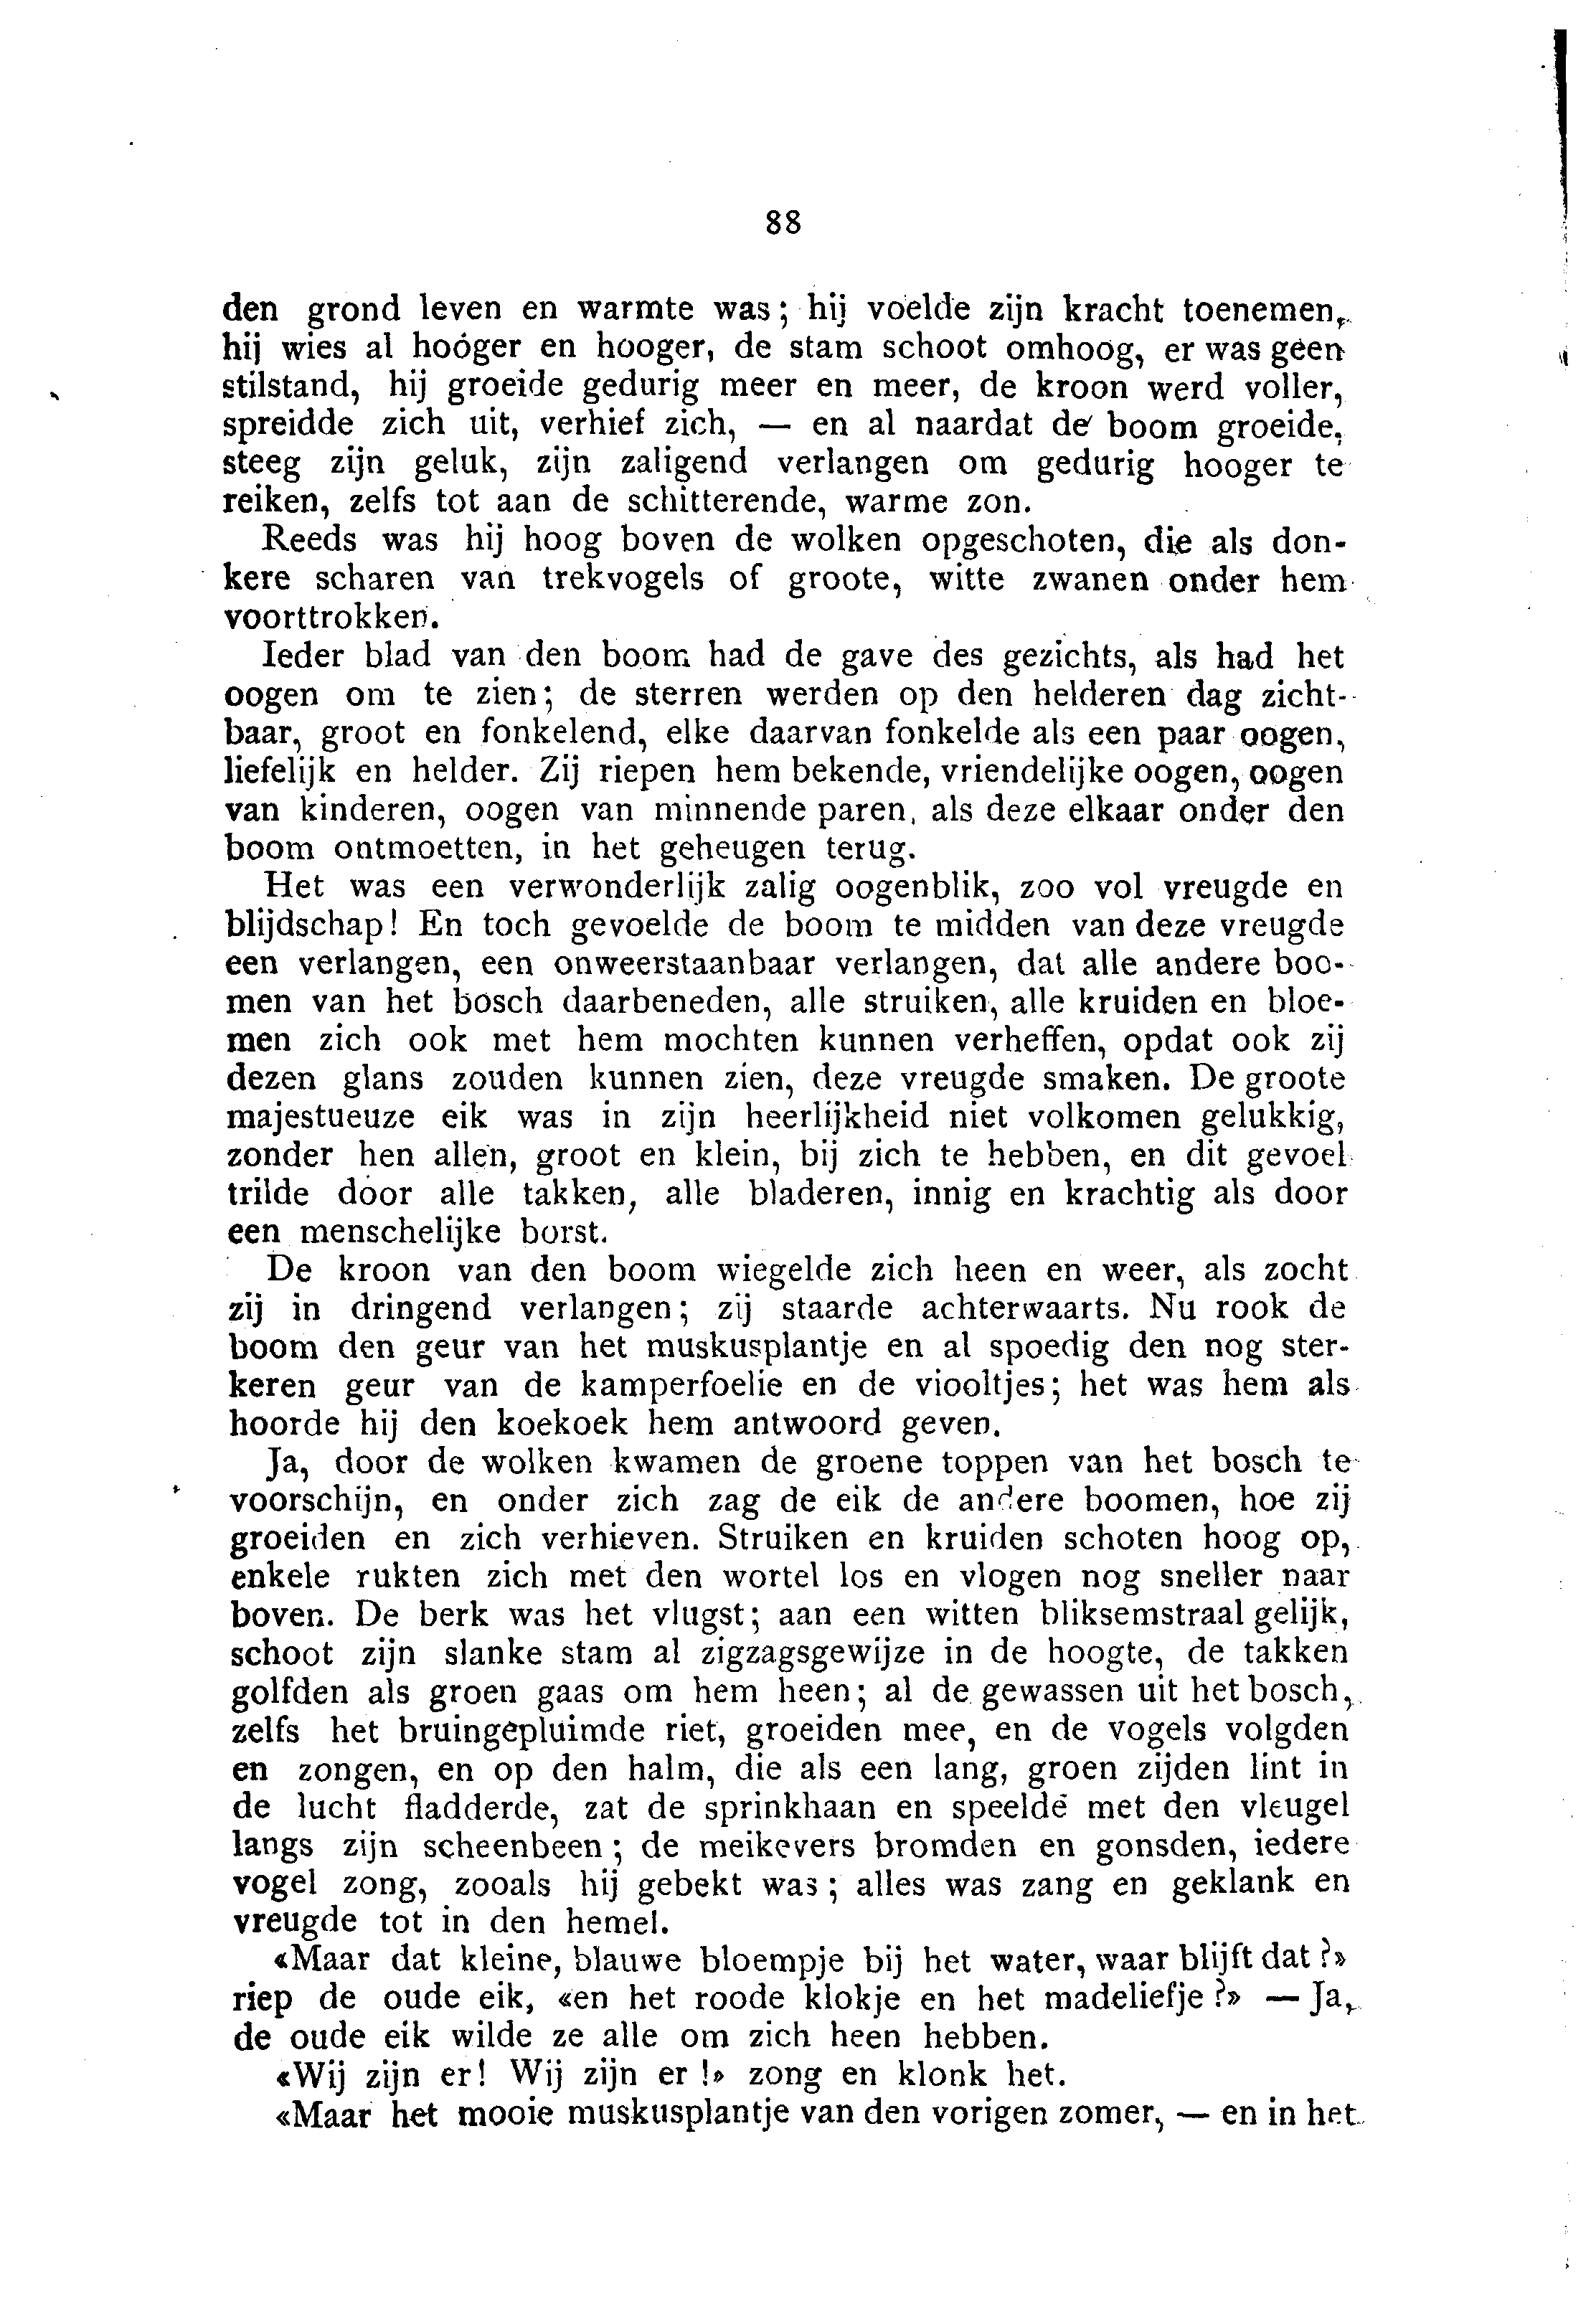 88
den grond leven en warmte was; hij voelde zijn kracht toenemen,
hij wies al hooger en hooger, de stam schoot omhoog, er was geen
stilstand, hij groeide gedurig meer en meer, de kroon werd voller,
spreidde zich uit, verhief zich, — en al naardat de boom groeide,
steeg zijn geluk, zijn zaligend verlangen om gedurig hooger te
reiken, zelfs tot aan de schitterende, warme zon.
Reeds was hij hoog boven de wolken opgeschoten, die als don-
kere scharen van trekvogels of groote, witte zwanen onder hem
voorttrokken.
Ieder blad van den boom had de gave des gezichts, als had het
oogen om te zien; de sterren werden op den helderen dag zicht-
baar, groot en fonkelend, elke daarvan fonkelde als een paar oogen,
liefelijk en helder. Zij riepen hem bekende, vriendelijke oogen, oogen
van kinderen, oogen van minnende paren, als deze elkaar onder den
boom ontmoetten, in het geheugen terug.
Het was een verwonderlijk zalig oogenblik, zoo vol vreugde en
blijdschap! En toch gevoelde de boom te midden van deze vreugde
een verlangen, een onweerstaanbaar verlangen, dat alle andere boo-
men van het bosch daarbeneden, alle struiken, alle kruiden en bloe-
men zich ook met hem mochten kunnen verheffen, opdat ook zij
dezen glans zouden kunnen zien, deze vreugde smaken. De groote
majestueuze eik was in zijn heerlijkheid niet volkomen gelukkig,
zonder hen allen, groot en klein, bij zich te hebben, en dit gevoel
trilde door alle takken, alle bladeren, innig en krachtig als door
een menschelijke borst.
De kroon van den boom wiegelde zich heen en weer, als zocht
zij in dringend verlangen; zij staarde achterwaarts. Nu rook de
boom den geur van het muskusplantje en al spoedig den nog ster-
keren geur van de kamperfoelie en de viooltjes; het was hem als
hoorde hij den koekoek hem antwoord geven.
Ja, door de wolken kwamen de groene toppen van het bosch te
voorschijn, en onder zich zag de eik de andere boomen, hoe zij
groeiden en zich verhieven. Struiken en kruiden schoten hoog op,
enkele rukten zich met den wortel los en vlogen nog sneller naar
boven. De berk was het vlugst; aan een witten bliksemstraal gelijk,
schoot zijn slanke stam al zigzagsgewijze in de hoogte, de takken
golfden als groen gaas om hem heen; al de gewassen uit het bosch,
zelfs het bruingepluimde riet, groeiden mee, en de vogels volgden
en zongen, en op den halm, die als een lang, groen zijden lint in
de lucht fladderde, zat de sprinkhaan en speelde met den vleugel
langs zijn scheenbeen; de meikevers bromden en gonsden, iedere
vogel zong, zooals hij gebekt was; alles was zang en geklank en
vreugde tot in den hemel.
«Maar dat kleine, blauwe bloempje bij het water, waar blijft dat?»
riep de oude eik, «en het roode klokje en het madeliefje?» — Ja,
de oude eik wilde ze alle om zich heen hebben.
«Wij zijn er! Wij zijn er!» zong en klonk het.
«Maar het mooie muskusplantje van den vorigen zomer, — en in het